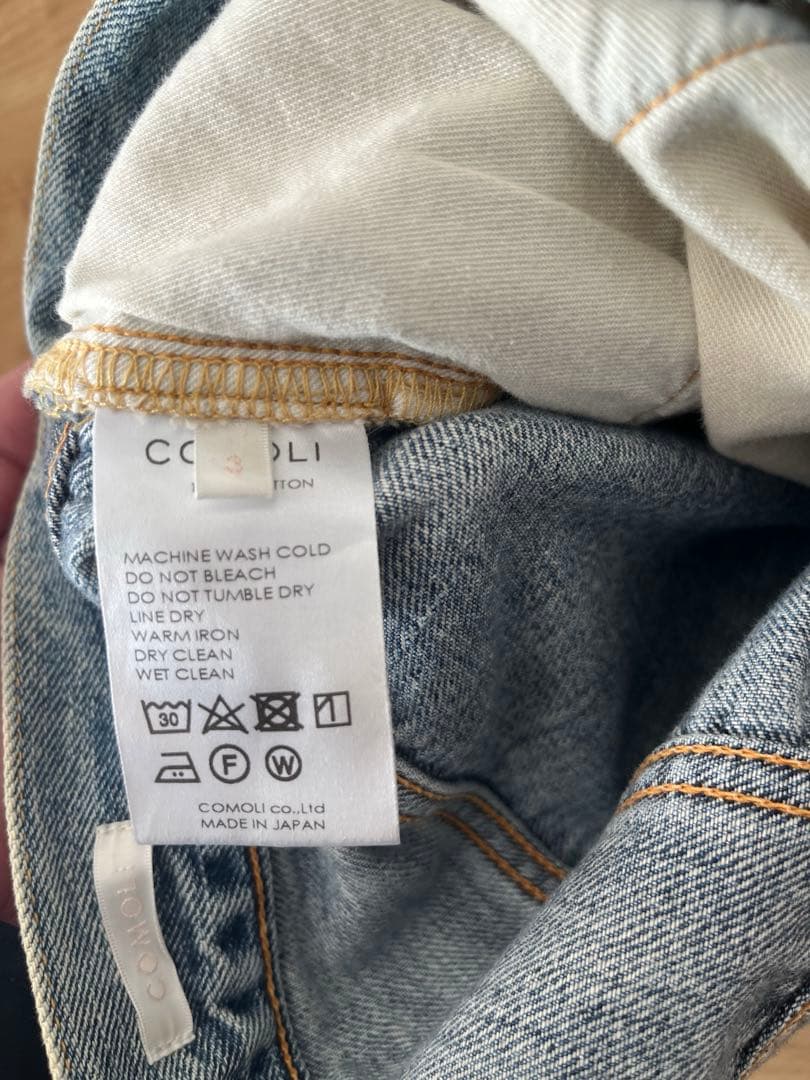 COMOLI
3
MACHINE WASH COLD
DO NOT BLEACH
DO NOT TUMBLE DRY
LINE DRY
WARM IRON
DRY CLEAN
WET CLEAN
30
F W
COMOLI co.,Ltd
MADE IN JAPAN
COMOLI